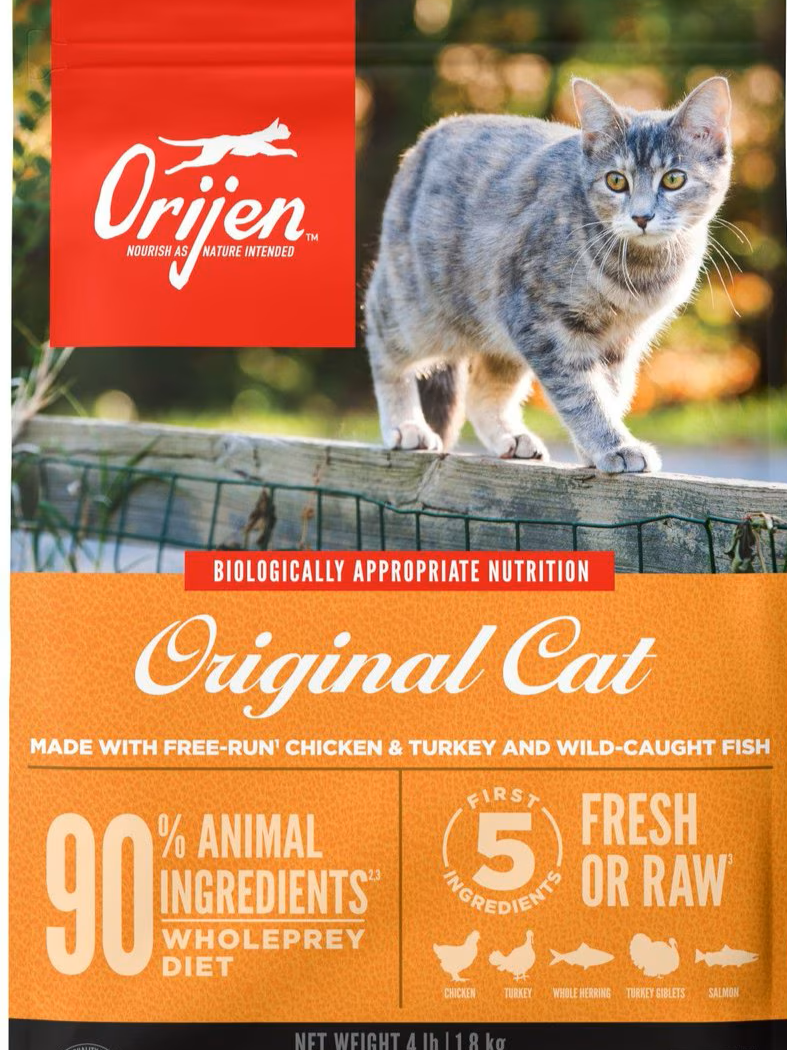 Orijen™
NOURISH AS NATURE INTENDED
BIOLOGICALLY APPROPRIATE NUTRITION
Original Cat
MADE WITH FREE-RUN¹ CHICKEN & TURKEY AND WILD-CAUGHT FISH
90% ANIMAL
INGREDIENTS²,³
WHOLEPREY
DIET
FIRST
5
INGREDIENTS
FRESH
OR RAW³
CHICKEN
TURKEY
WHOLE HERRING
TURKEY GIBLETS
SALMON
NET WEIGHT 4 lb | 1.8 kg